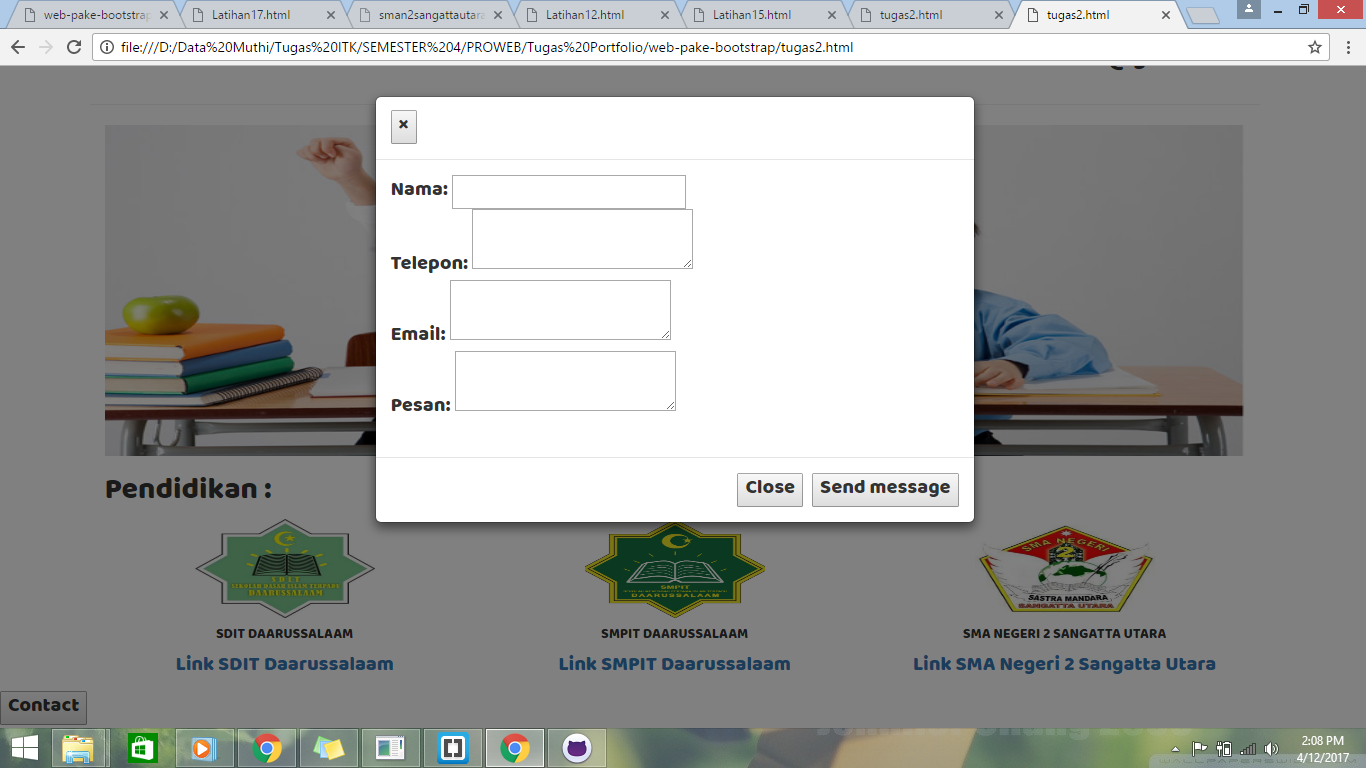 web-pake-bootstrap
Latihan17.html
sman2sangattautara
Latihan12.html
Latihan15.html
tugas2.html
tugas2.html
file:///D:/Data%20Muthi/Tugas%20ITK/SEMESTER%204/PROWEB/Tugas%20Portfolio/web-pake-bootstrap/tugas2.html
×
Nama:
Telepon:
Email:
Pesan:
Close
Send message
Pendidikan :
SDIT
DAARUSSALAAM
SMPIT
DAARUSSALAAM
SMA NEGERI
2
SASTRA MANDARA
SANGATTA UTARA
SDIT DAARUSSALAAM
SMPIT DAARUSSALAAM
SMA NEGERI 2 SANGATTA UTARA
Link SDIT Daarussalaam
Link SMPIT Daarussalaam
Link SMA Negeri 2 Sangatta Utara
Contact
2:08 PM
4/12/2017